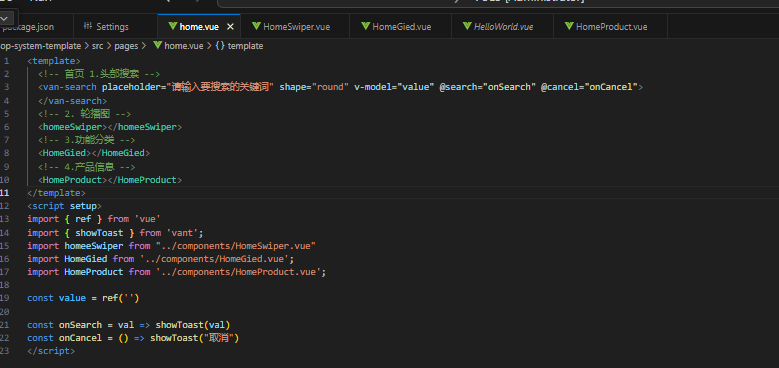 package.json Settings home.vue HomeSwiper.vue HomeGied.vue HelloWorld.vue HomeProduct.vue
op-system-template > src > pages > home.vue > {} template
1 <template>
2 <!-- 首页 1.头部搜索 -->
3 <van-search placeholder="请输入要搜索的关键词" shape="round" v-model="value" @search="onSearch" @cancel="onCancel">
4 </van-search>
5 <!-- 2. 轮播图 -->
6 <homeeSwiper></homeeSwiper>
7 <!-- 3.功能分类 -->
8 <HomeGied></HomeGied>
9 <!-- 4.产品信息 -->
10 <HomeProduct></HomeProduct>
11 </template>
12 <script setup>
13 import { ref } from 'vue'
14 import { showToast } from 'vant';
15 import homeeSwiper from "../components/HomeSwiper.vue"
16 import HomeGied from '../components/HomeGied.vue';
17 import HomeProduct from '../components/HomeProduct.vue';
18
19 const value = ref('')
20
21 const onSearch = val => showToast(val)
22 const onCancel = () => showToast("取消")
23 </script>